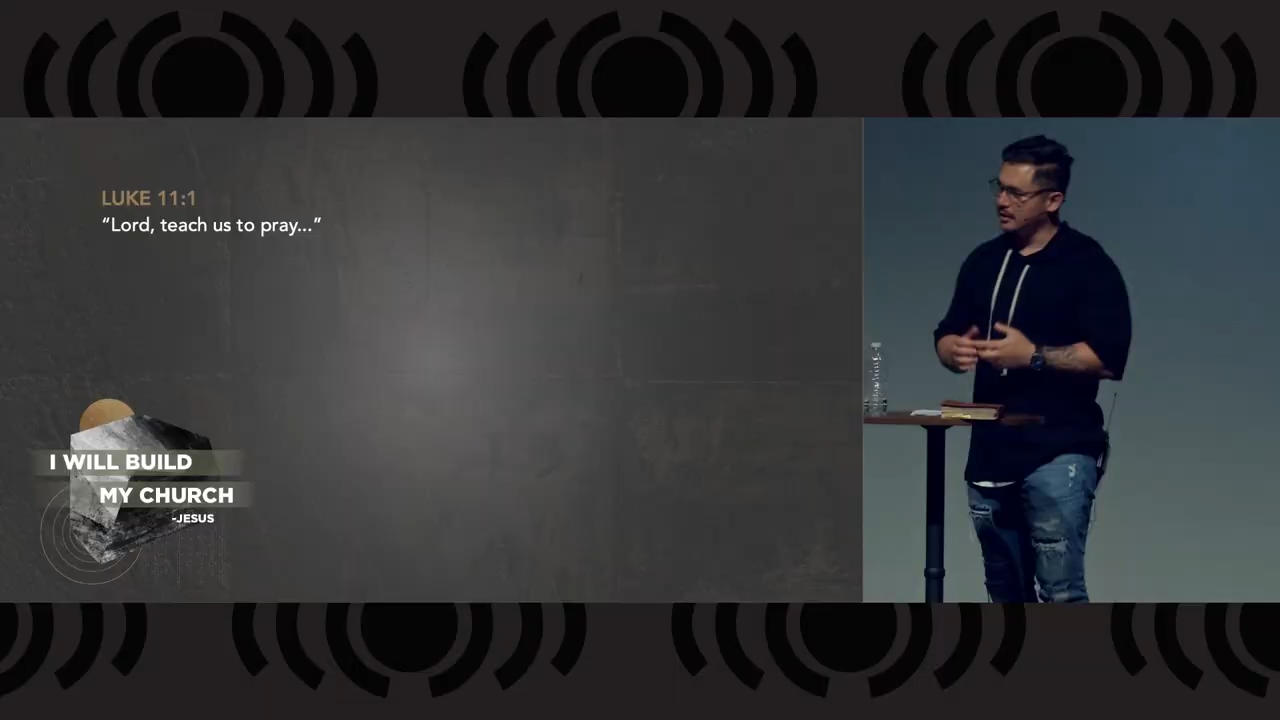 LUKE 11:1
“Lord, teach us to pray...”
I WILL BUILD
MY CHURCH
-JESUS